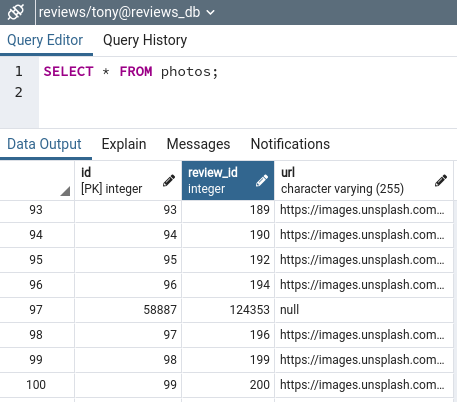 reviews/tony@reviews_db
Query Editor Query History
1 SELECT * FROM photos;
2
Data Output Explain Messages Notifications
id review_id url
[PK] integer integer character varying (255)
93 93 189 https://images.unsplash.com...
94 94 190 https://images.unsplash.com...
95 95 192 https://images.unsplash.com...
96 96 194 https://images.unsplash.com...
97 58887 124353 null
98 97 196 https://images.unsplash.com...
99 98 199 https://images.unsplash.com...
100 99 200 https://images.unsplash.com...